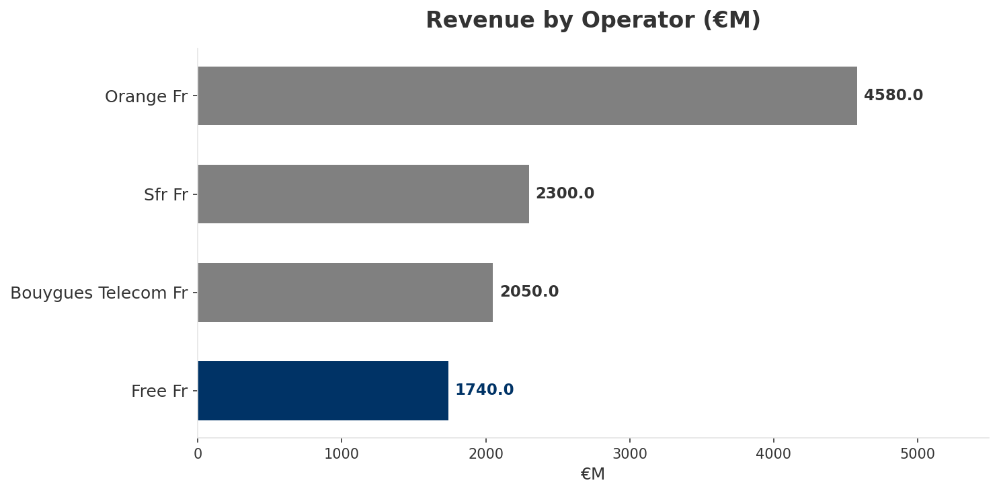 Revenue by Operator (€M)
Orange Fr 4580.0
Sfr Fr 2300.0
Bouygues Telecom Fr 2050.0
Free Fr 1740.0
0 1000 2000 3000 4000 5000
€M